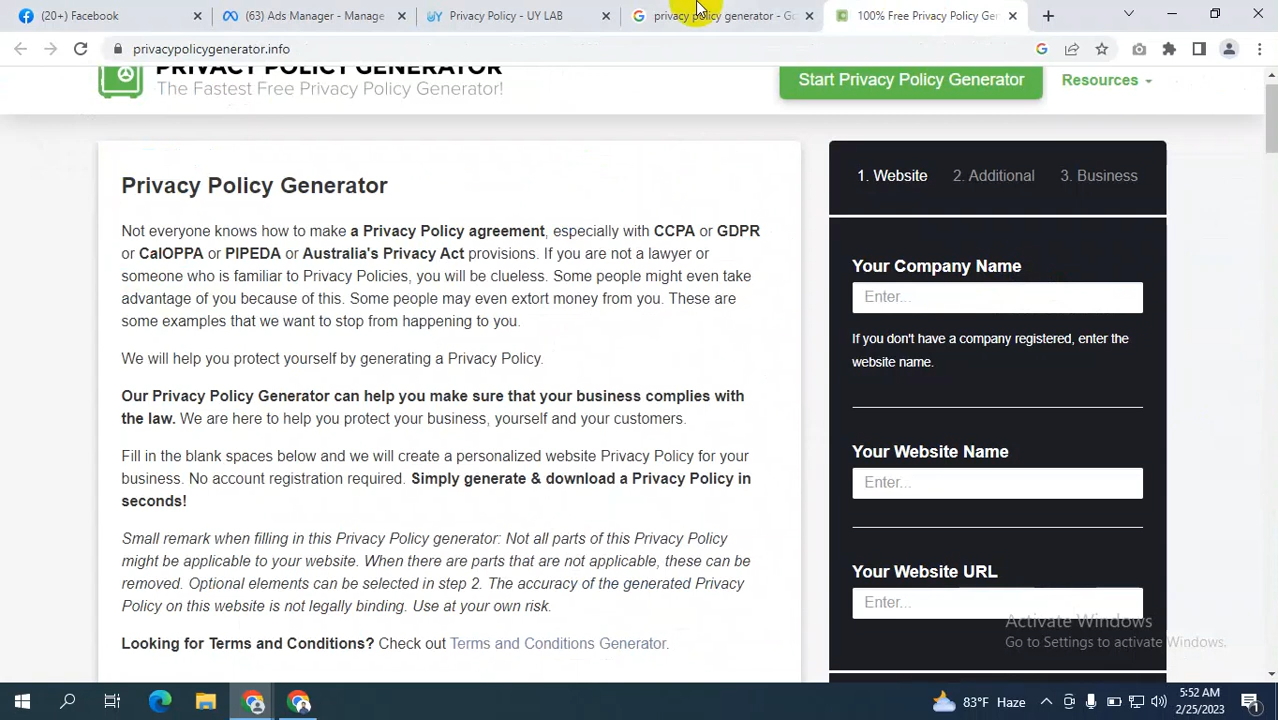 (20+) Facebook
(63) Ads Manager - Manage
Privacy Policy - UY LAB
privacy policy generator - G
100% Free Privacy Policy Ge
privacypolicygenerator.info
PRIVACY POLICY GENERATOR
The Fastest Free Privacy Policy Generator!
Start Privacy Policy Generator
Resources
Privacy Policy Generator
Not everyone knows how to make a Privacy Policy agreement, especially with CCPA or GDPR
or CalOPPA or PIPEDA or Australia's Privacy Act provisions. If you are not a lawyer or
someone who is familiar to Privacy Policies, you will be clueless. Some people might even take
advantage of you because of this. Some people may even extort money from you. These are
some examples that we want to stop from happening to you.
We will help you protect yourself by generating a Privacy Policy.
Our Privacy Policy Generator can help you make sure that your business complies with
the law. We are here to help you protect your business, yourself and your customers.
Fill in the blank spaces below and we will create a personalized website Privacy Policy for your
business. No account registration required. Simply generate & download a Privacy Policy in
seconds!
Small remark when filling in this Privacy Policy generator: Not all parts of this Privacy Policy
might be applicable to your website. When there are parts that are not applicable, these can be
removed. Optional elements can be selected in step 2. The accuracy of the generated Privacy
Policy on this website is not legally binding. Use at your own risk.
Looking for Terms and Conditions? Check out Terms and Conditions Generator.
1. Website 2. Additional 3. Business
Your Company Name
Enter...
If you don't have a company registered, enter the
website name.
Your Website Name
Enter...
Your Website URL
Enter...
Activate Windows
Go to Settings to activate Windows.
83°F Haze
5:52 AM
2/25/2023
1